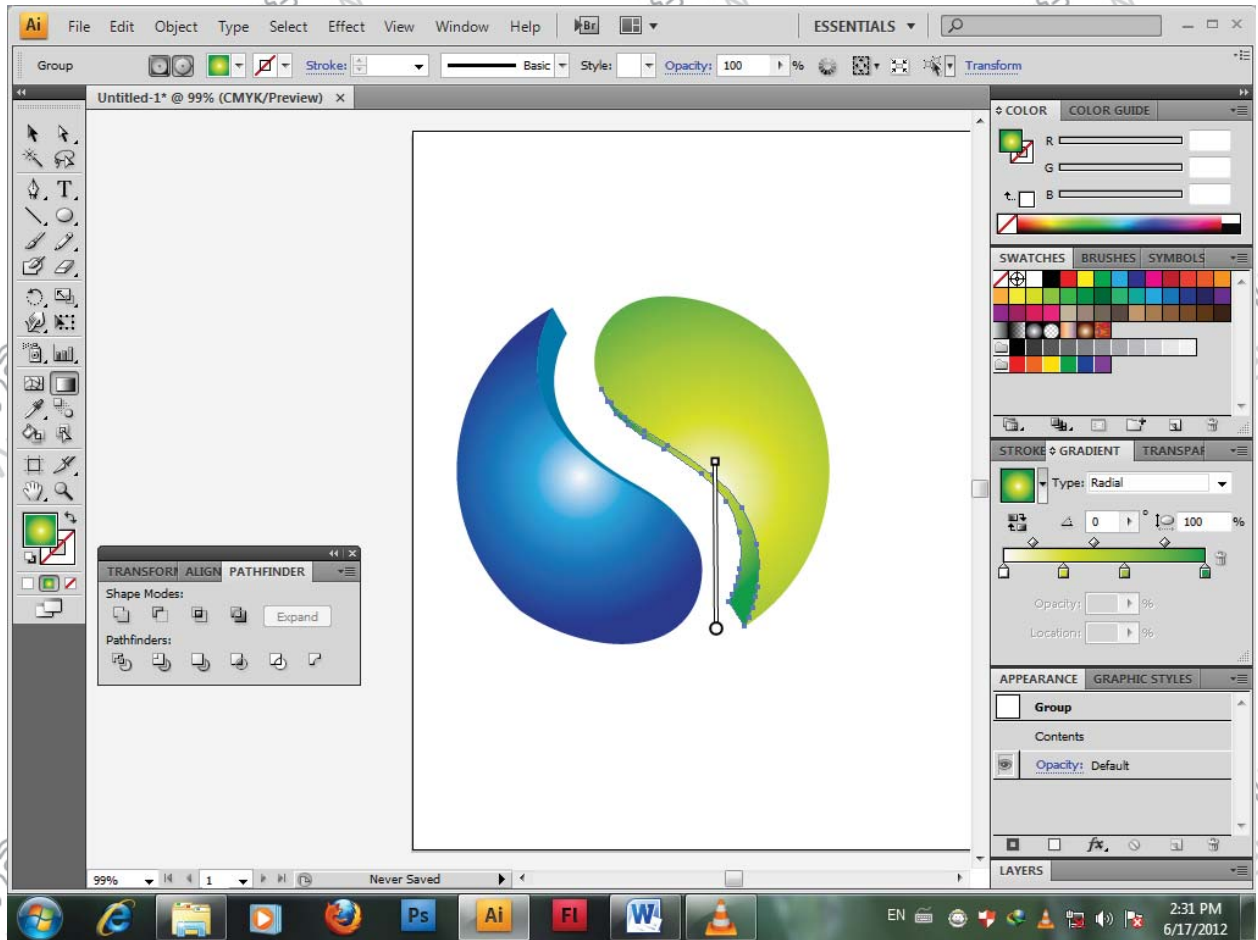 Ai File Edit Object Type Select Effect View Window Help Br ESSENTIALS
Group Stroke: Basic Style: Opacity: 100 % Transform
Untitled-1* @ 99% (CMYK/Preview) ×
COLOR COLOR GUIDE
R
G
B
T
SWATCHES BRUSHES SYMBOLS
STROKE GRADIENT TRANSPAR
Type: Radial
0 ° 100 %
Opacity: %
Location: %
TRANSFORM ALIGN PATHFINDER
Shape Modes:
Expand
Pathfinders:
APPEARANCE GRAPHIC STYLES
Group
Contents
Opacity: Default
fx
LAYERS
99% 1 Never Saved
Ps Ai Fl W EN 2:31 PM
6/17/2012